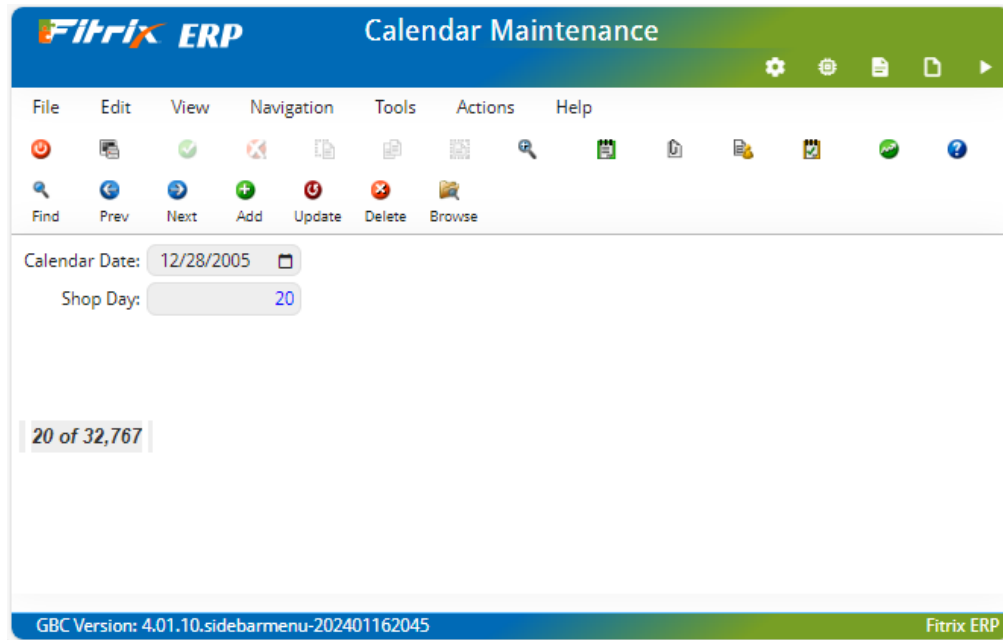 Fitrix ERP Calendar Maintenance
File Edit View Navigation Tools Actions Help
Find Prev Next Add Update Delete Browse
Calendar Date: 12/28/2005
Shop Day: 20
20 of 32,767
GBC Version: 4.01.10.sidebarmenu-202401162045 Fitrix ERP